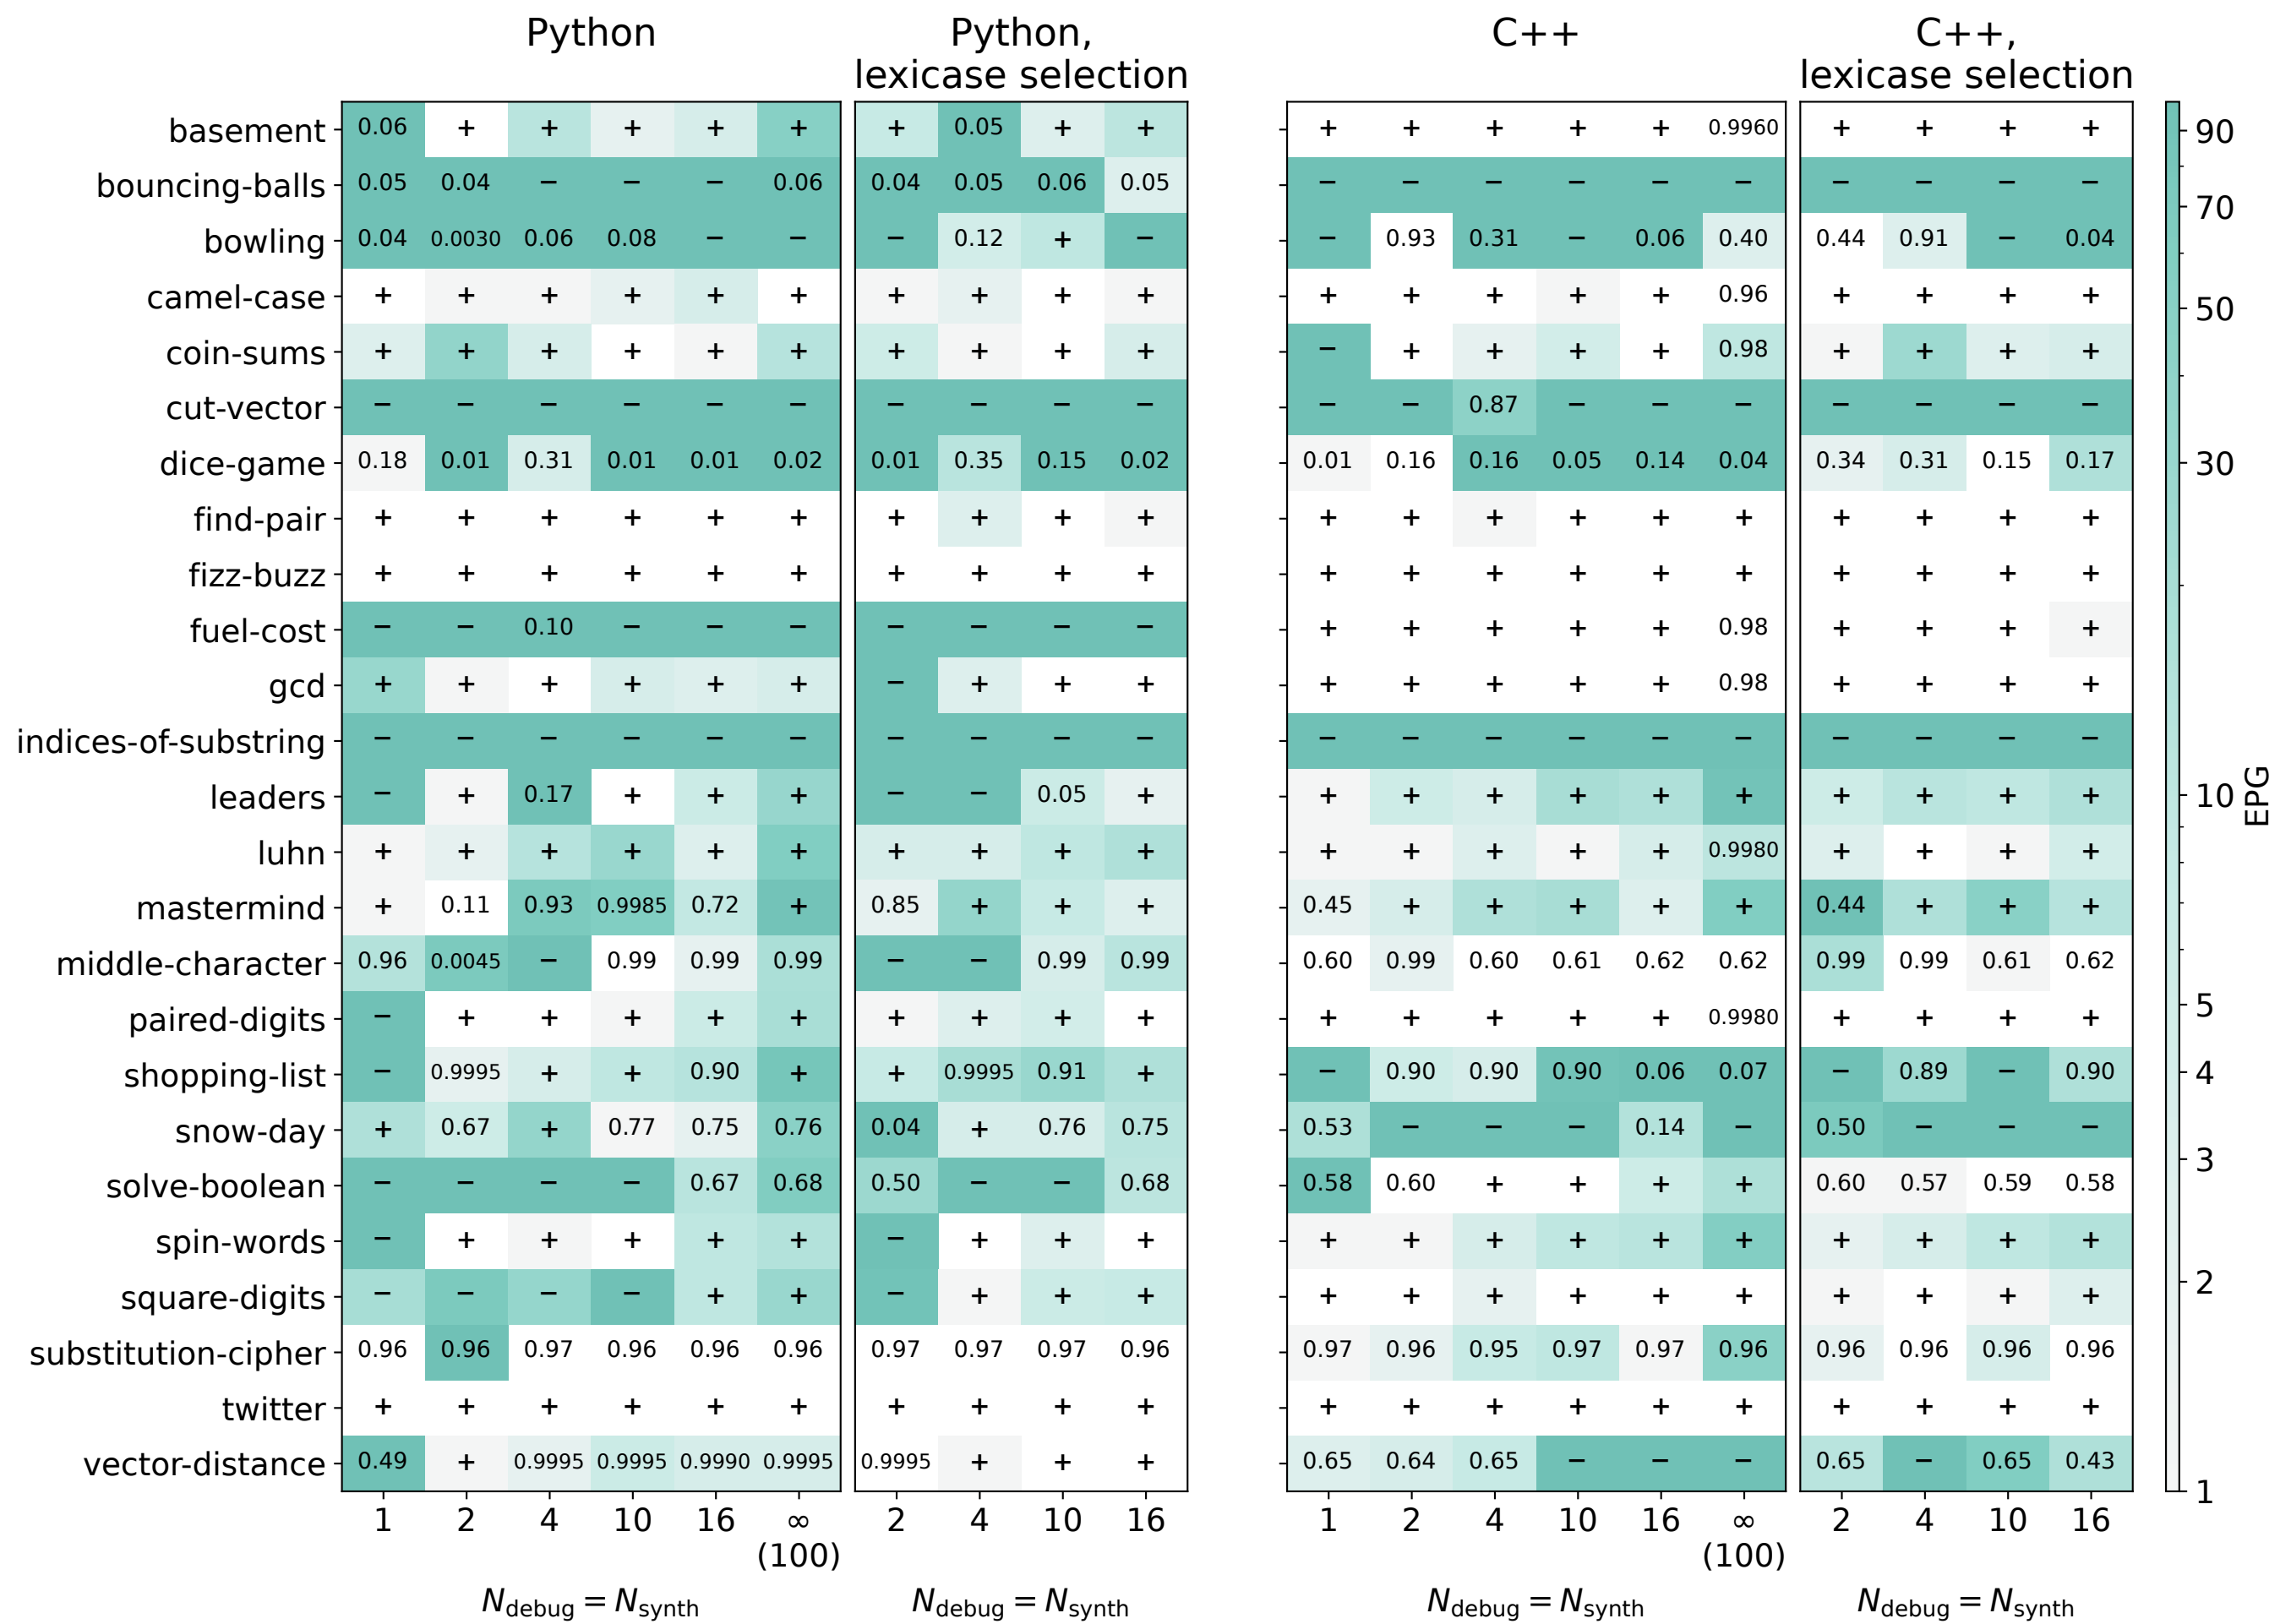 Python
Python,
lexicase selection
C++
C++,
lexicase selection
basement 0.06 + + + + + + 0.05 + + + + + + + 0.9960 + + + +
bouncing-balls 0.05 0.04 − − − 0.06 0.04 0.05 0.06 0.05 − − − − − − − − − −
bowling 0.04 0.0030 0.06 0.08 − − − 0.12 + − − 0.93 0.31 − 0.06 0.40 0.44 0.91 − 0.04
camel-case + + + + + + + + + + + + + + + 0.96 + + + +
coin-sums + + + + + + + + + + − + + + + 0.98 + + + +
cut-vector − − − − − − − − − − − − 0.87 − − − − − − −
dice-game 0.18 0.01 0.31 0.01 0.01 0.02 0.01 0.35 0.15 0.02 0.01 0.16 0.16 0.05 0.14 0.04 0.34 0.31 0.15 0.17
find-pair + + + + + + + + + + + + + + + + + + + +
fizz-buzz + + + + + + + + + + + + + + + + + + + +
fuel-cost − − 0.10 − − − − − − − + + + + + 0.98 + + + +
gcd + + + + + + − + + + + + + + + 0.98 + + + +
indices-of-substring − − − − − − − − − − − − − − − − − − − −
leaders − + 0.17 + + + − − 0.05 + + + + + + + + + + +
luhn + + + + + + + + + + + + + + + 0.9980 + + + +
mastermind + 0.11 0.93 0.9985 0.72 + 0.85 + + + 0.45 + + + + + 0.44 + + +
middle-character 0.96 0.0045 − 0.99 0.99 0.99 − − 0.99 0.99 0.60 0.99 0.60 0.61 0.62 0.62 0.99 0.99 0.61 0.62
paired-digits − + + + + + + + + + + + + + + 0.9980 + + + +
shopping-list − 0.9995 + + 0.90 + + 0.9995 0.91 + − 0.90 0.90 0.90 0.06 0.07 − 0.89 − 0.90
snow-day + 0.67 + 0.77 0.75 0.76 0.04 + 0.76 0.75 0.53 − − − 0.14 − 0.50 − − −
solve-boolean − − − − 0.67 0.68 0.50 − − 0.68 0.58 0.60 + + + + 0.60 0.57 0.59 0.58
spin-words − + + + + + − + + + + + + + + + + + + +
square-digits − − − − + + − + + + + + + + + + + + + +
substitution-cipher 0.96 0.96 0.97 0.96 0.96 0.96 0.97 0.97 0.97 0.96 0.97 0.96 0.95 0.97 0.97 0.96 0.96 0.96 0.96 0.96
twitter + + + + + + + + + + + + + + + + + + + +
vector-distance 0.49 + 0.9995 0.9995 0.9990 0.9995 0.9995 + + + 0.65 0.64 0.65 − − − 0.65 − 0.65 0.43
1 2 4 10 16 ∞ 2 4 10 16 1 2 4 10 16 ∞ 2 4 10 16
(100) (100)
N_debug = N_synth N_debug = N_synth N_debug = N_synth N_debug = N_synth
90
70
50
30
10
5
4
3
2
1
EPG